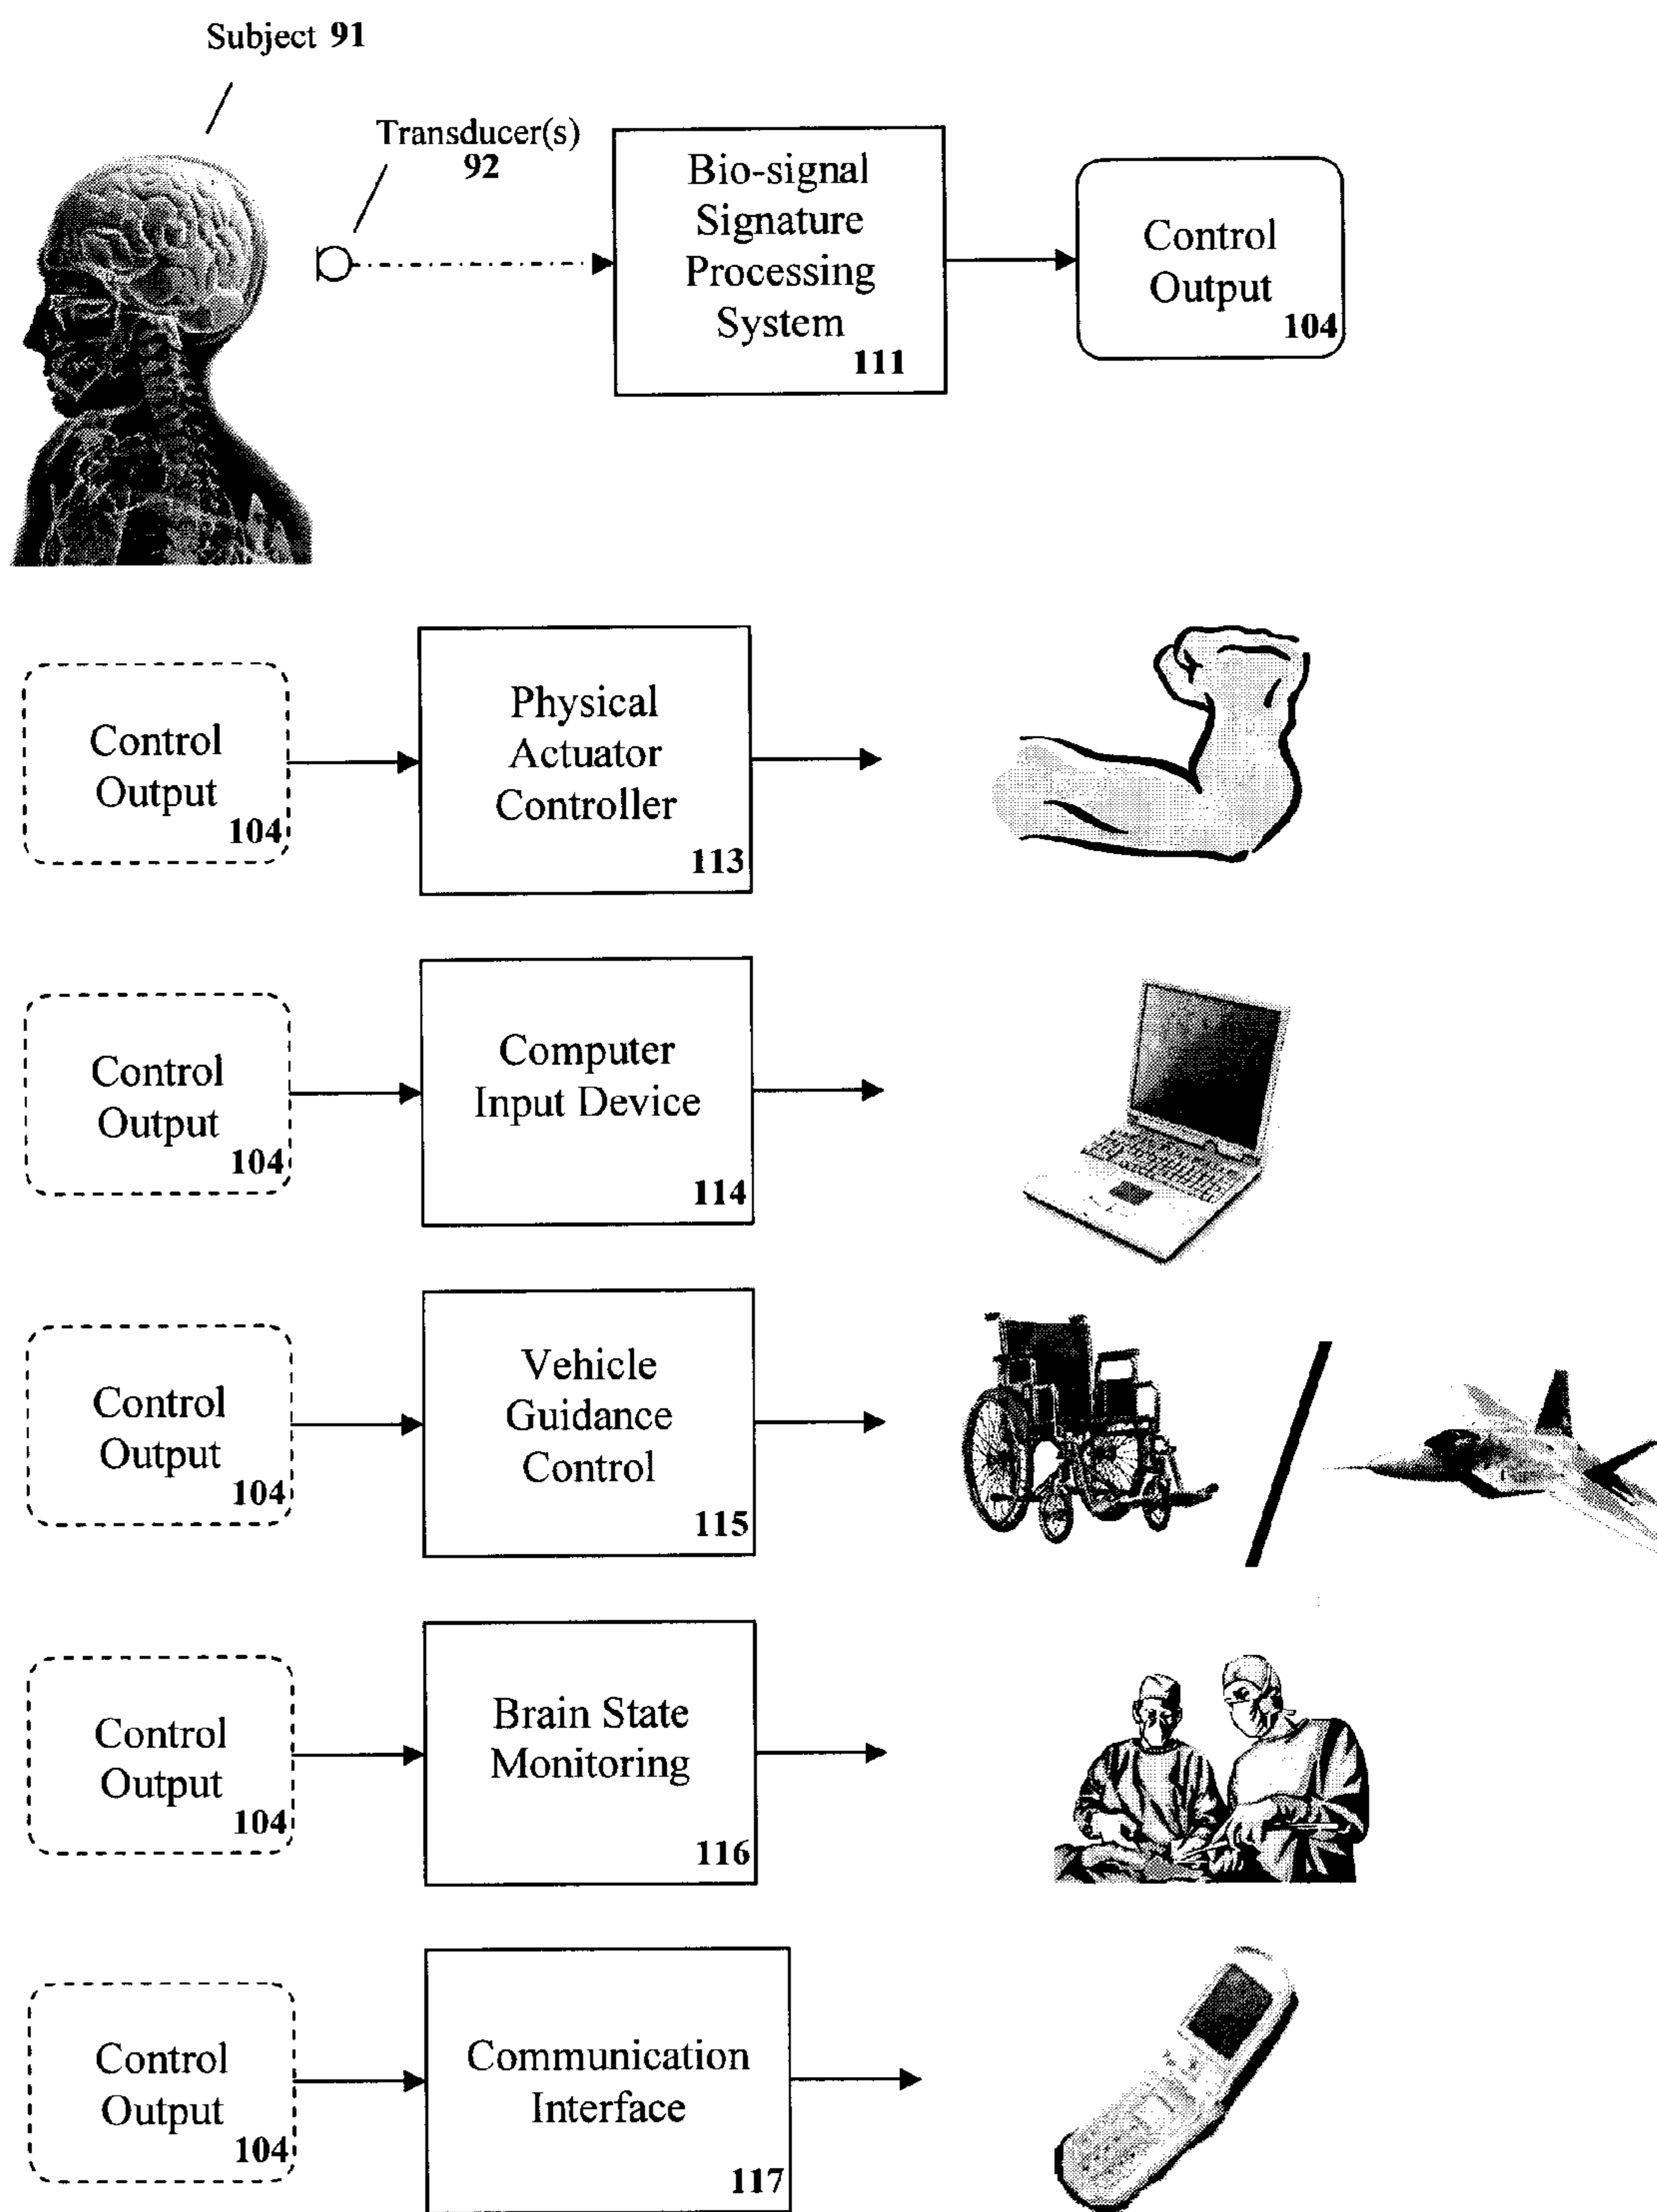 Subject 91
Transducer(s)
92
Bio-signal
Signature
Processing
System
111
Control
Output
104
Control
Output
104
Physical
Actuator
Controller
113
Control
Output
104
Computer
Input Device
114
Control
Output
104
Vehicle
Guidance
Control
115
Control
Output
104
Brain State
Monitoring
116
Control
Output
104
Communication
Interface
117